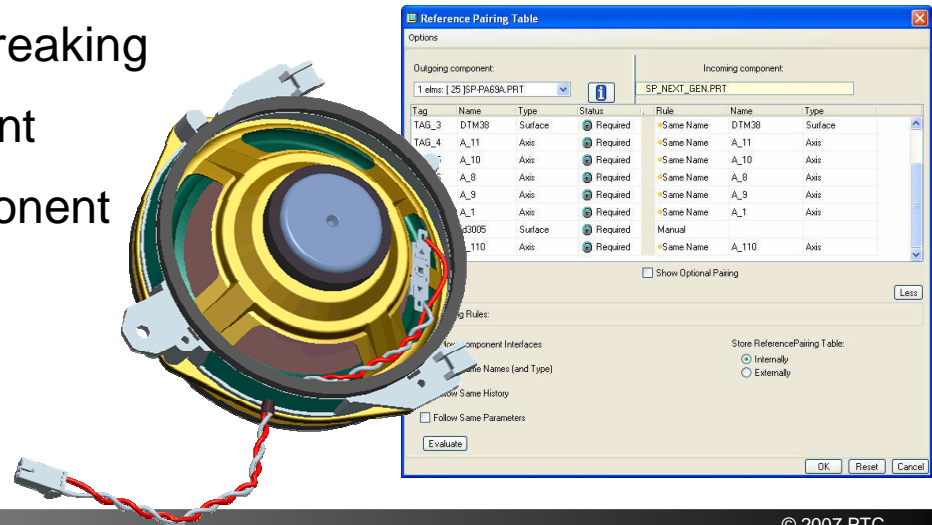 reaking
nt
onent
Reference Pairing Table
Options
Outgoing component:
Incoming component:
1 elms: [ 25 ]SP-PA69A.PRT
SP_NEXT_GEN.PRT
Tag Name Type Status Rule Name Type
TAG_3 DTM38 Surface Required Same Name DTM38 Surface
TAG_4 A_11 Axis Required Same Name A_11 Axis
A_10 Axis Required Same Name A_10 Axis
A_8 Axis Required Same Name A_8 Axis
A_9 Axis Required Same Name A_9 Axis
A_1 Axis Required Same Name A_1 Axis
d3005 Surface Required Manual
_110 Axis Required Same Name A_110 Axis
Show Optional Pairing
Less
g Rules:
Component Interfaces
Store ReferencePairing Table:
Internally
Names (and Type)
Externally
Same History
Follow Same Parameters
Evaluate
OK Reset Cancel
© 2007 PTC